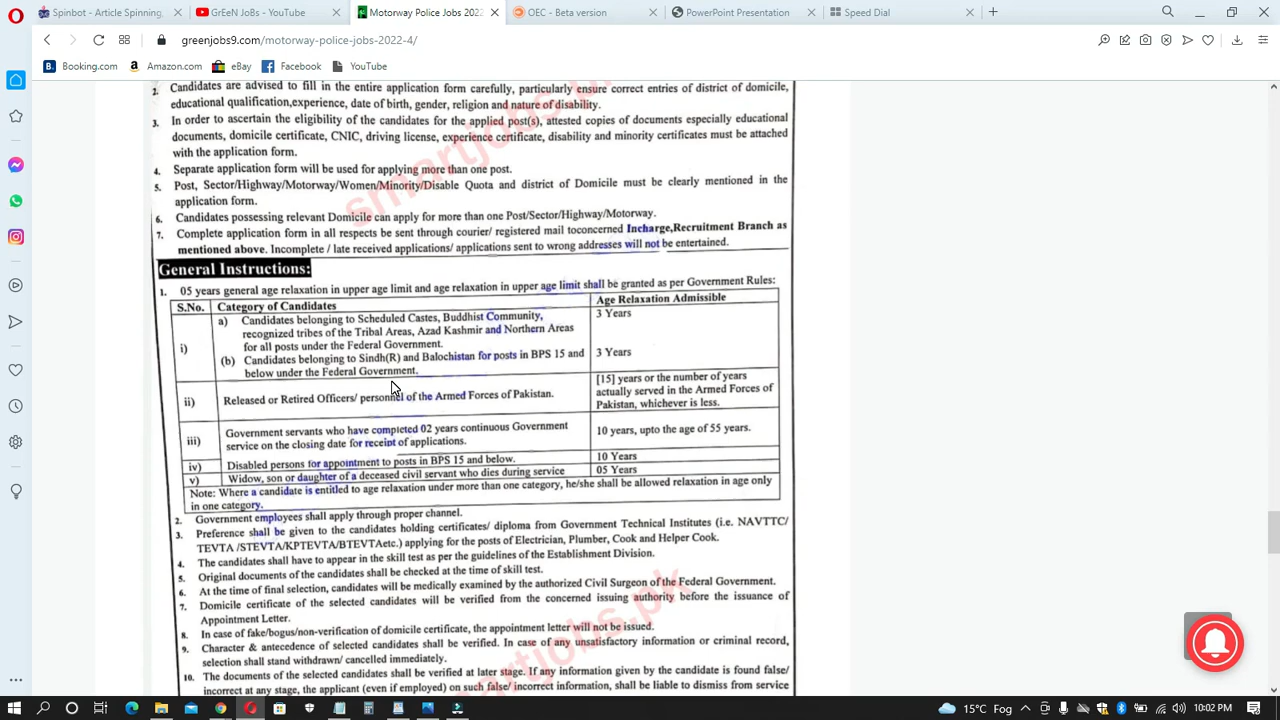 Spinbot - Article Spinning,
GrEeN JoBs - YouTube
Motorway Police Jobs 2022
OEC - Beta version
PowerPoint Presentation
Speed Dial
greenjobs9.com/motorway-police-jobs-2022-4/
Booking.com
Amazon.com
eBay
Facebook
YouTube
2. Candidates are advised to fill in the entire application form carefully, particularly ensure correct entries of district of domicile,
educational qualification,experience, date of birth, gender, religion and nature of disability.
3. In order to ascertain the eligibility of the candidates for the applied post(s), attested copies of documents especially educational
documents, domicile certificate, CNIC, driving license, experience certificate, disability and minority certificates must be attached
with the application form.
4. Separate application form will be used for applying more than one post.
5. Post, Sector/Highway/Motorway/Women/Minority/Disable Quota and district of Domicile must be clearly mentioned in the
application form.
6. Candidates possessing relevant Domicile can apply for more than one Post/Sector/Highway/Motorway.
7. Complete application form in all respects be sent through courier/ registered mail toconcerned Incharge,Recruitment Branch as
mentioned above. Incomplete / late received applications/ applications sent to wrong addresses will not be entertained.
smartjobs.pk
General Instructions:
1. 05 years general age relaxation in upper age limit and age relaxation in upper age limit shall be granted as per Government Rules:
S.No. Category of Candidates Age Relaxation Admissible
i) a) Candidates belonging to Scheduled Castes, Buddhist Community, 3 Years
recognized tribes of the Tribal Areas, Azad Kashmir and Northern Areas
for all posts under the Federal Government.
(b) Candidates belonging to Sindh(R) and Balochistan for posts in BPS 15 and 3 Years
below under the Federal Government.
ii) Released or Retired Officers/ personnel of the Armed Forces of Pakistan. [15] years or the number of years
actually served in the Armed Forces of
Pakistan, whichever is less.
iii) Government servants who have completed 02 years continuous Government 10 years, upto the age of 55 years.
service on the closing date for receipt of applications.
iv) Disabled persons for appointment to posts in BPS 15 and below. 10 Years
v) Widow, son or daughter of a deceased civil servant who dies during service 05 Years
Note: Where a candidate is entitled to age relaxation under more than one category, he/she shall be allowed relaxation in age only
in one category.
2. Government employees shall apply through proper channel.
3. Preference shall be given to the candidates holding certificates/ diploma from Government Technical Institutes (i.e. NAVTTC/
TEVTA /STEVTA/KPTEVTA/BTEVTAetc.) applying for the posts of Electrician, Plumber, Cook and Helper Cook.
4. The candidates shall have to appear in the skill test as per the guidelines of the Establishment Division.
5. Original documents of the candidates shall be checked at the time of skill test.
6. At the time of final selection, candidates will be medically examined by the authorized Civil Surgeon of the Federal Government.
7. Domicile certificate of the selected candidates will be verified from the concerned issuing authority before the issuance of
Appointment Letter.
8. In case of fake/bogus/non-verification of domicile certificate, the appointment letter will not be issued.
9. Character & antecedence of selected candidates shall be verified. In case of any unsatisfactory information or criminal record,
selection shall stand withdrawn/ cancelled immediately.
10. The documents of the selected candidates shall be verified at later stage. If any information given by the candidate is found false/
incorrect at any stage, the applicant (even if employed) on such false/ incorrect information, shall be liable to dismiss from service
smartjobs.pk
15°C Fog
10:02 PM